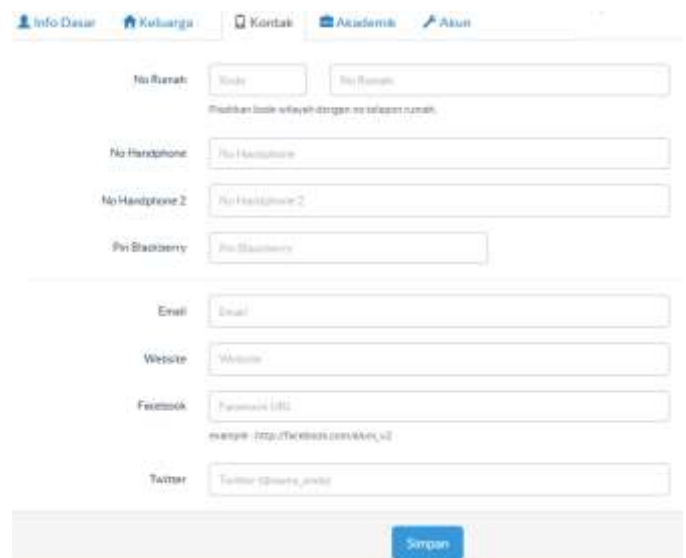 Info Dasar Keluarga Kontak Akademik Akun
No Rumah Kode No Rumah
Pisahkan kode wilayah dengan no telepon rumah.
No Handphone No Handphone
No Handphone 2 No Handphone 2
Pin Blackberry Pin Blackberry
Email Email
Website Website
Facebook Facebook URL
example : http://facebook.com/
Twitter Twitter
Simpan